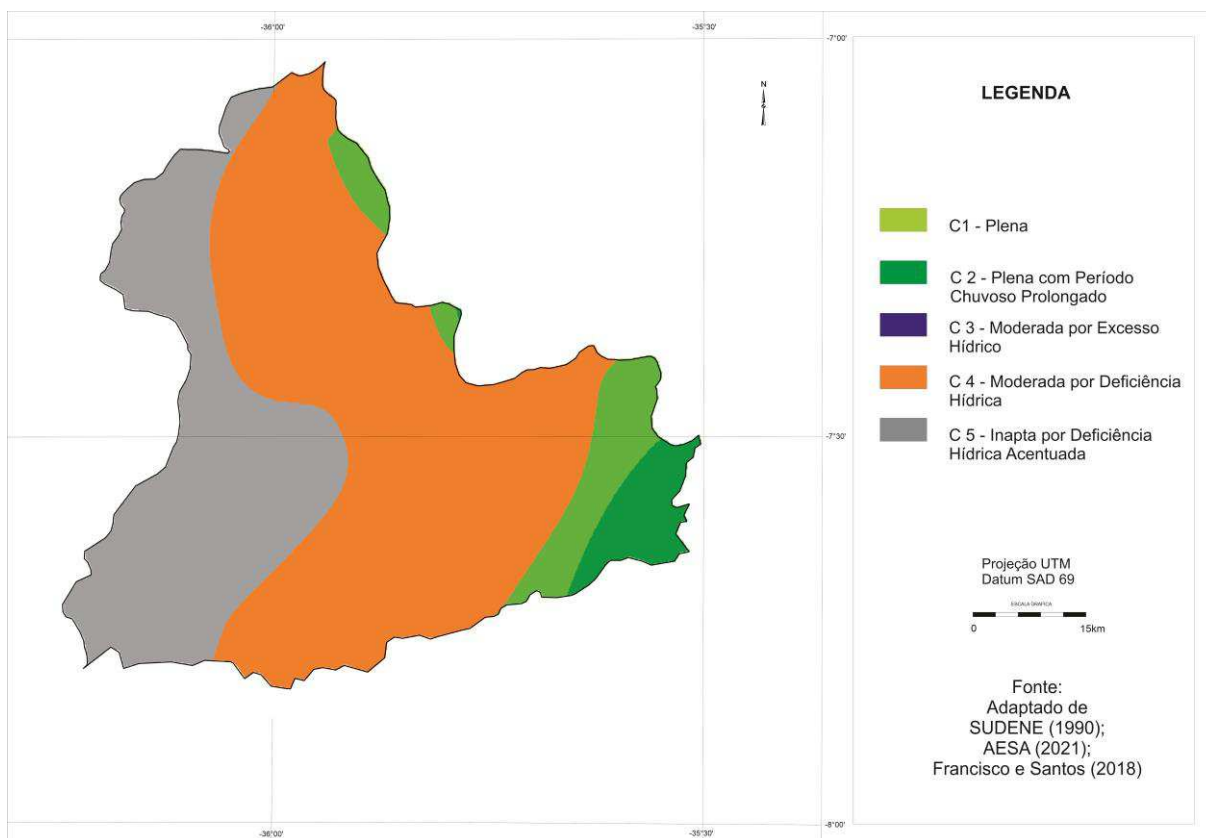 -36°00'
-35°30'
-7°00'
N
LEGENDA
C1 - Plena
C 2 - Plena com Período
Chuvoso Prolongado
C 3 - Moderada por Excesso
Hídrico
C 4 - Moderada por Deficiência
Hídrica
C 5 - Inapta por Deficiência
Hídrica Acentuada
-7°30'
Projeção UTM
Datum SAD 69
ESCALA GRÁFICA
0 15km
Fonte:
Adaptado de
SUDENE (1990);
AESA (2021);
Francisco e Santos (2018)
-8°00'
-36°00'
-35°30'